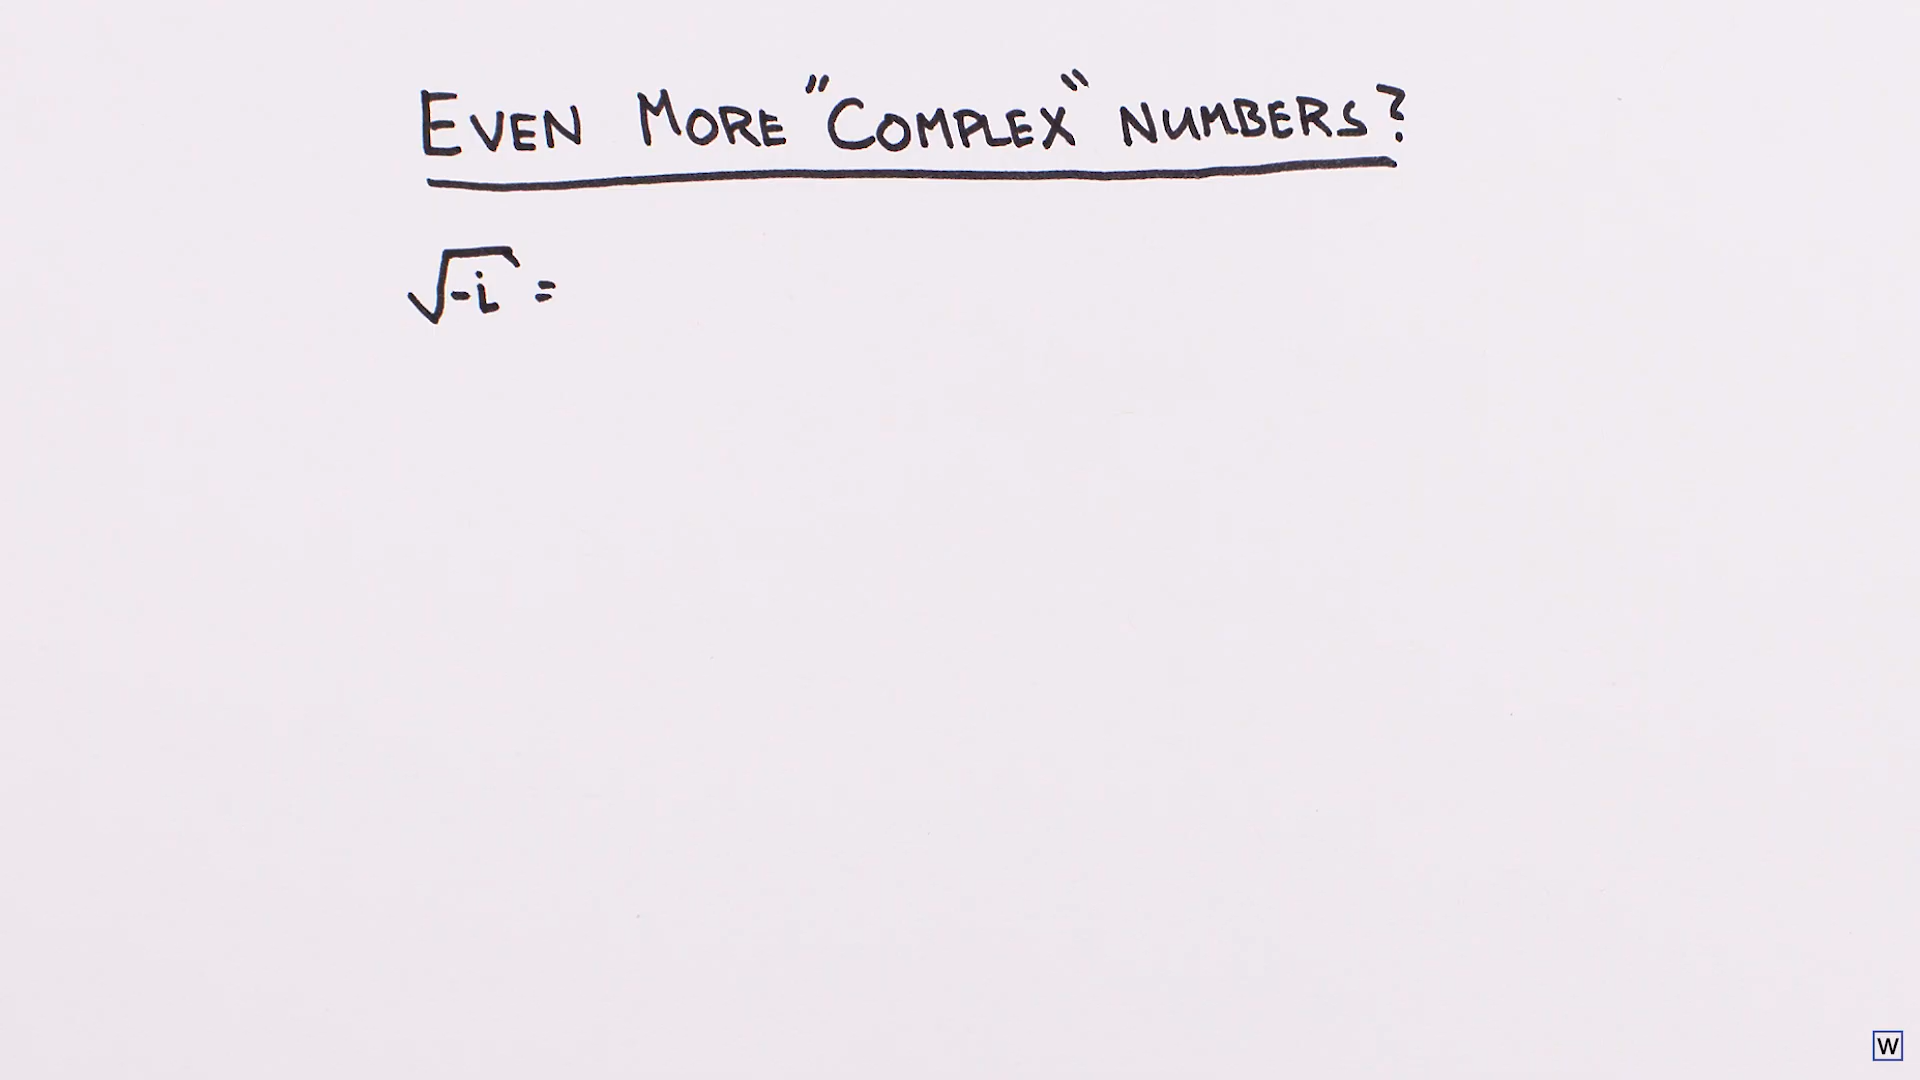 EVEN MORE "COMPLEX" NUMBERS?
√-i =
W